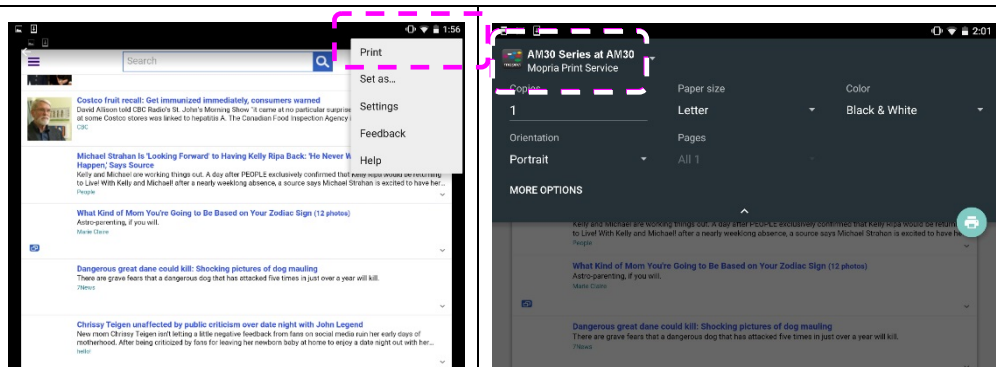 1:56
Search
Print
Set as...
Settings
Feedback
Help
Costco fruit recall: Get immunized immediately, consumers warned
David Allison told CBC Radio's St. John's Morning Show "it came at no particular surprise
at some Costco stores was linked to hepatitis A. The Canadian Food Inspection Agency i
CBC
Michael Strahan Is 'Looking Forward' to Having Kelly Ripa Back: 'He Never W
Happen,' Says Source
Kelly and Michael are working things out. A day after PEOPLE exclusively confirmed that Kelly Ripa would be returning
to Live! With Kelly and Michael! after a nearly weeklong absence, a source says Michael Strahan is excited to have her...
People
What Kind of Mom You're Going to Be Based on Your Zodiac Sign (12 photos)
Astro-parenting, if you will.
Marie Claire
Dangerous great dane could kill: Shocking pictures of dog mauling
There are grave fears that a dangerous dog that has attacked five times in just over a year will kill.
7News
Chrissy Teigen unaffected by public criticism over date night with John Legend
New mom Chrissy Teigen isn't letting a little negative feedback from fans on social media ruin her early days of
motherhood. After being criticized by fans for leaving her newborn baby at home to enjoy a date night out with her...
hello!
2:01
AM30 Series at AM30
Mopria Print Service
Copies
1
Paper size
Letter
Color
Black & White
Orientation
Portrait
Pages
All 1
MORE OPTIONS
Kelly and Michael are working things out. A day after PEOPLE exclusively confirmed that Kelly Ripa would be returni
to Live! With Kelly and Michael! after a nearly weeklong absence, a source says Michael Strahan is excited to have he
People
What Kind of Mom You're Going to Be Based on Your Zodiac Sign (12 photos)
Astro-parenting, if you will.
Marie Claire
Dangerous great dane could kill: Shocking pictures of dog mauling
There are grave fears that a dangerous dog that has attacked five times in just over a year will kill.
7News